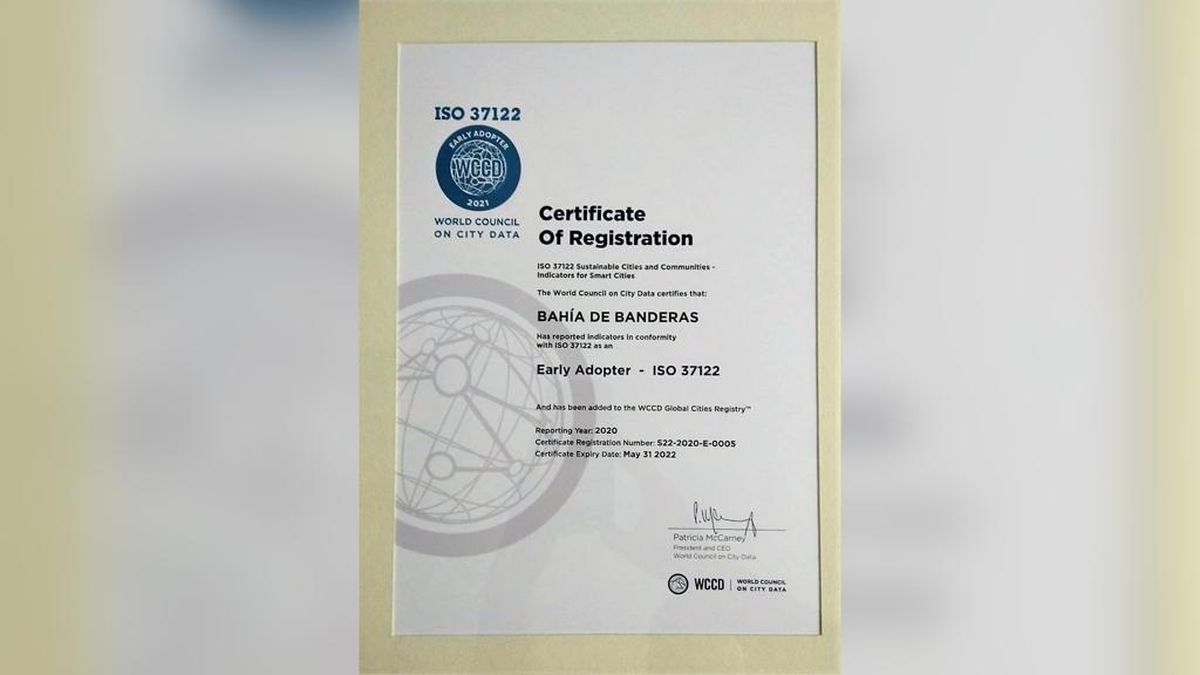 ISO 37122
EARLY ADOPTER
WCCD
2021
WORLD COUNCIL
ON CITY DATA
Certificate
Of Registration
ISO 37122 Sustainable Cities and Communities -
Indicators for Smart Cities
The World Council on City Data certifies that:
BAHÍA DE BANDERAS
Has reported indicators in conformity
with ISO 37122 as an
Early Adopter - ISO 37122
And has been added to the WCCD Global Cities Registry™
Reporting Year: 2020
Certificate Registration Number: S22-2020-E-0005
Certificate Expiry Date: May 31 2022
Patricia McCarney
President and CEO
World Council on City Data
WCCD
WORLD COUNCIL
ON CITY DATA